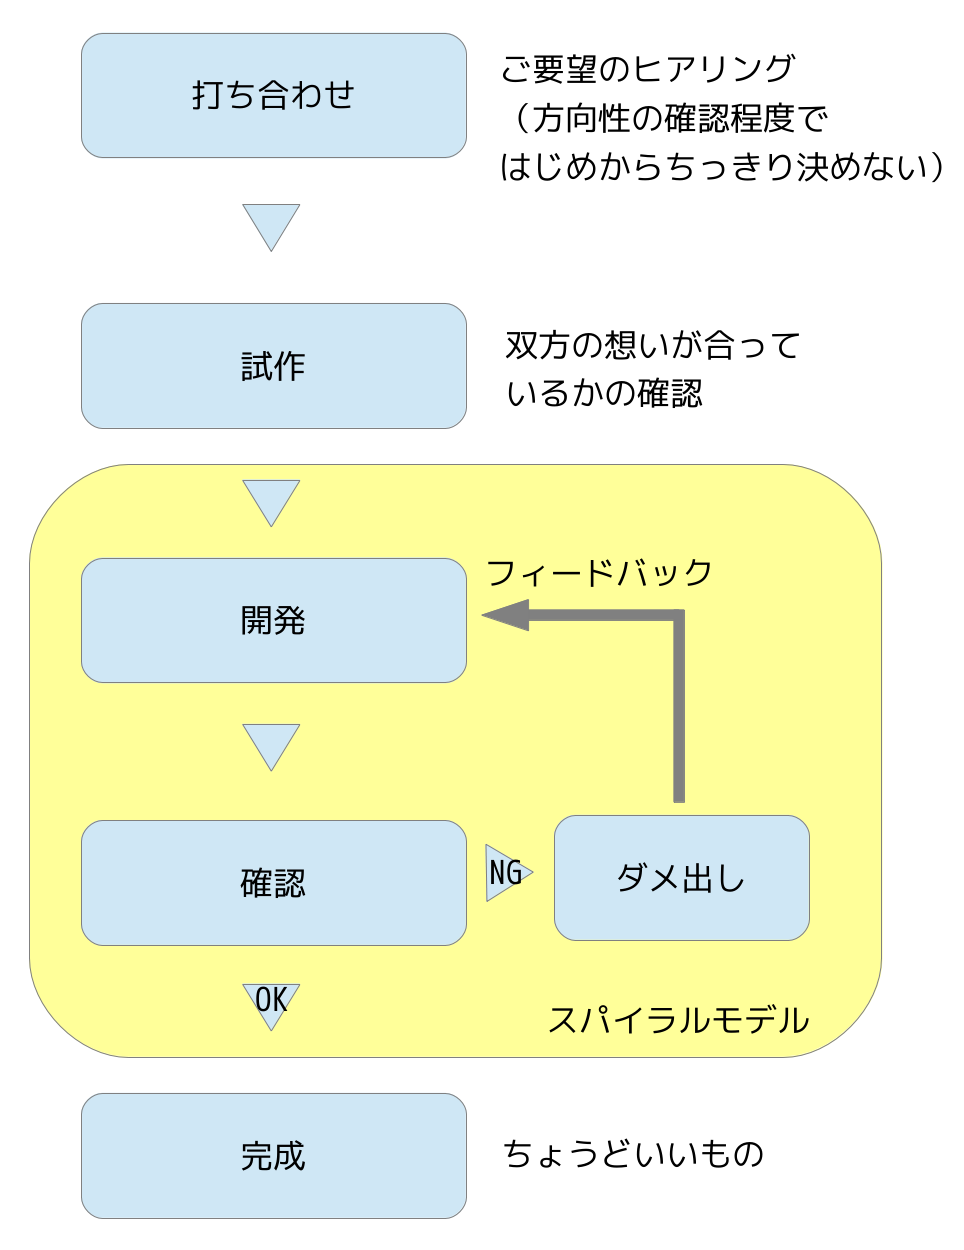 打ち合わせ
ご要望のヒアリング
（方向性の確認程度で
はじめからちっきり決めない）
試作
双方の想いが合って
いるかの確認
開発
フィードバック
確認
NG
ダメ出し
OK
スパイラルモデル
完成
ちょうどいいもの